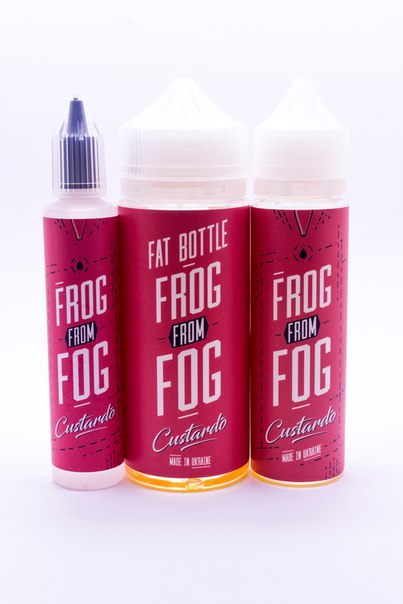 FROG
FROM
FOG
Custardo
FAT BOTTLE
FROG
FROM
FOG
Custardo
MADE IN UKRAINE
FROG
FROM
FOG
Custardo
MADE IN UKRAINE